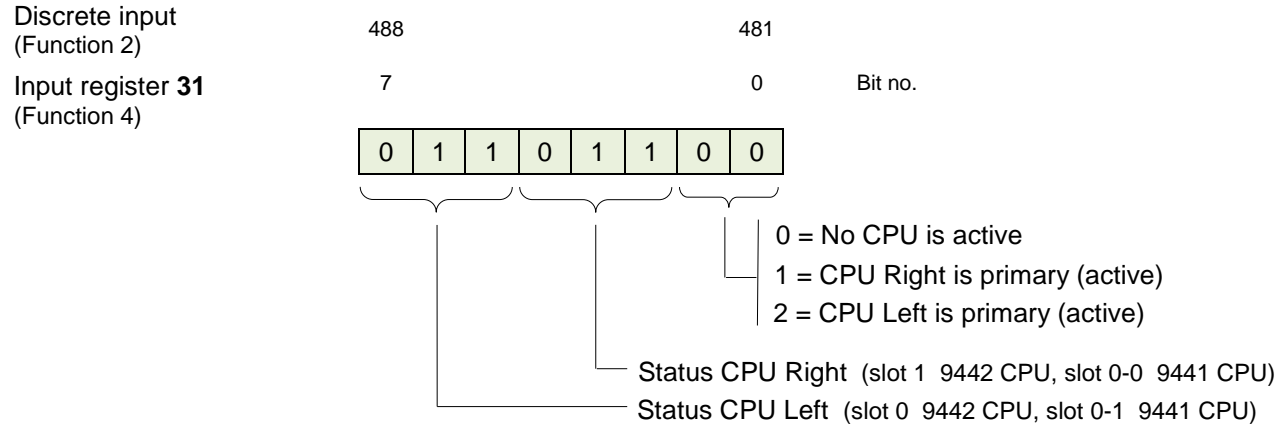 Discrete input
(Function 2)
488 481
Input register 31
(Function 4)
7 0 Bit no.
0 1 1 0 1 1 0 0
0 = No CPU is active
1 = CPU Right is primary (active)
2 = CPU Left is primary (active)
Status CPU Right (slot 1 9442 CPU, slot 0-0 9441 CPU)
Status CPU Left (slot 0 9442 CPU, slot 0-1 9441 CPU)